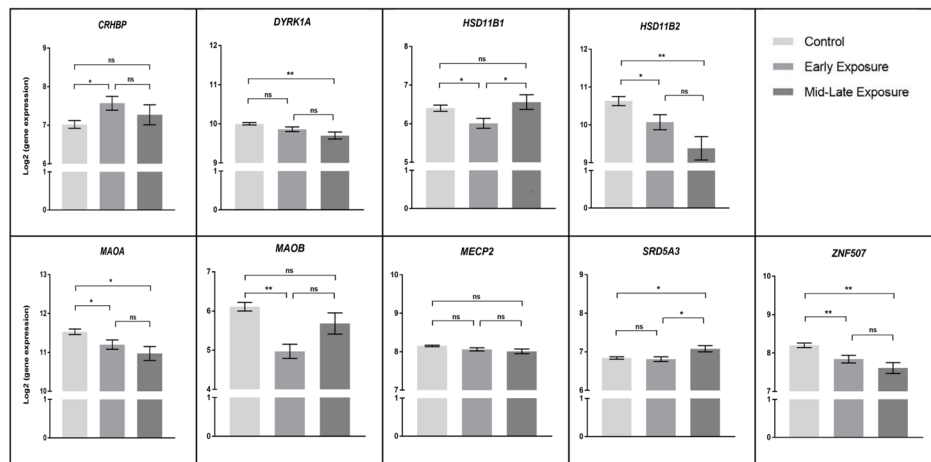 CRHBP
DYRK1A
HSD11B1
HSD11B2
Control
Early Exposure
Mid-Late Exposure
Log2 (gene expression)
9
8
7
6
1
0
ns
*
ns
12
11
10
9
1
0
**
ns
ns
8
7
6
5
1
0
ns
*
*
12
11
10
9
1
0
**
*
ns
MAOA
MAOB
MECP2
SRD5A3
ZNF507
Log2 (gene expression)
13
12
11
10
1
0
*
*
ns
7
6
5
4
1
0
ns
**
ns
10
9
8
7
1
0
ns
ns
ns
9
8
7
6
1
0
*
ns
*
9
8
7
1
0
**
**
ns